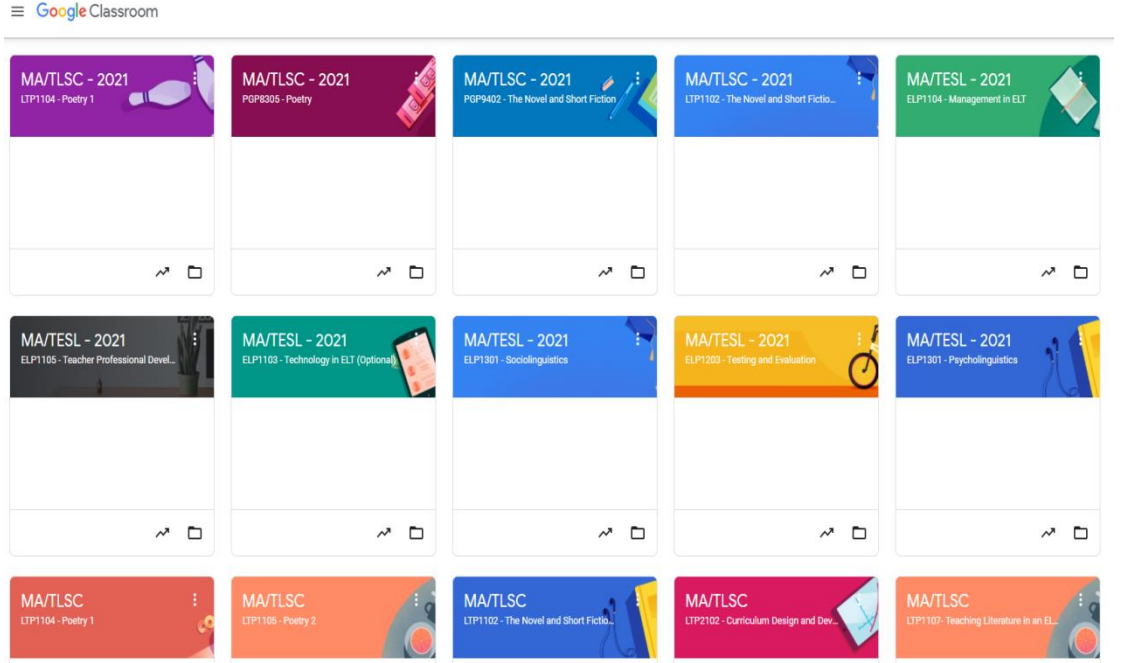 Google Classroom
MA/TLSC - 2021
LTP1104 - Poetry 1
MA/TLSC - 2021
PGP8305 - Poetry
MA/TLSC - 2021
PGP9402 - The Novel and Short Fiction
MA/TLSC - 2021
LTP1102 - The Novel and Short Fictio...
MA/TESL - 2021
ELP1104 - Management in ELT
MA/TESL - 2021
ELP1105 - Teacher Professional Devel...
MA/TESL - 2021
ELP1103 - Technology in ELT (Optional)
MA/TESL - 2021
ELP1301 - Sociolinguistics
MA/TESL - 2021
ELP1203 - Testing and Evaluation
MA/TESL - 2021
ELP1301 - Psycholinguistics
MA/TLSC
LTP1104 - Poetry 1
MA/TLSC
LTP1105 - Poetry 2
MA/TLSC
LTP1102 - The Novel and Short Fictio...
MA/TLSC
LTP2102 - Curriculum Design and Dev...
MA/TLSC
LTP1107- Teaching Literature in an EL...